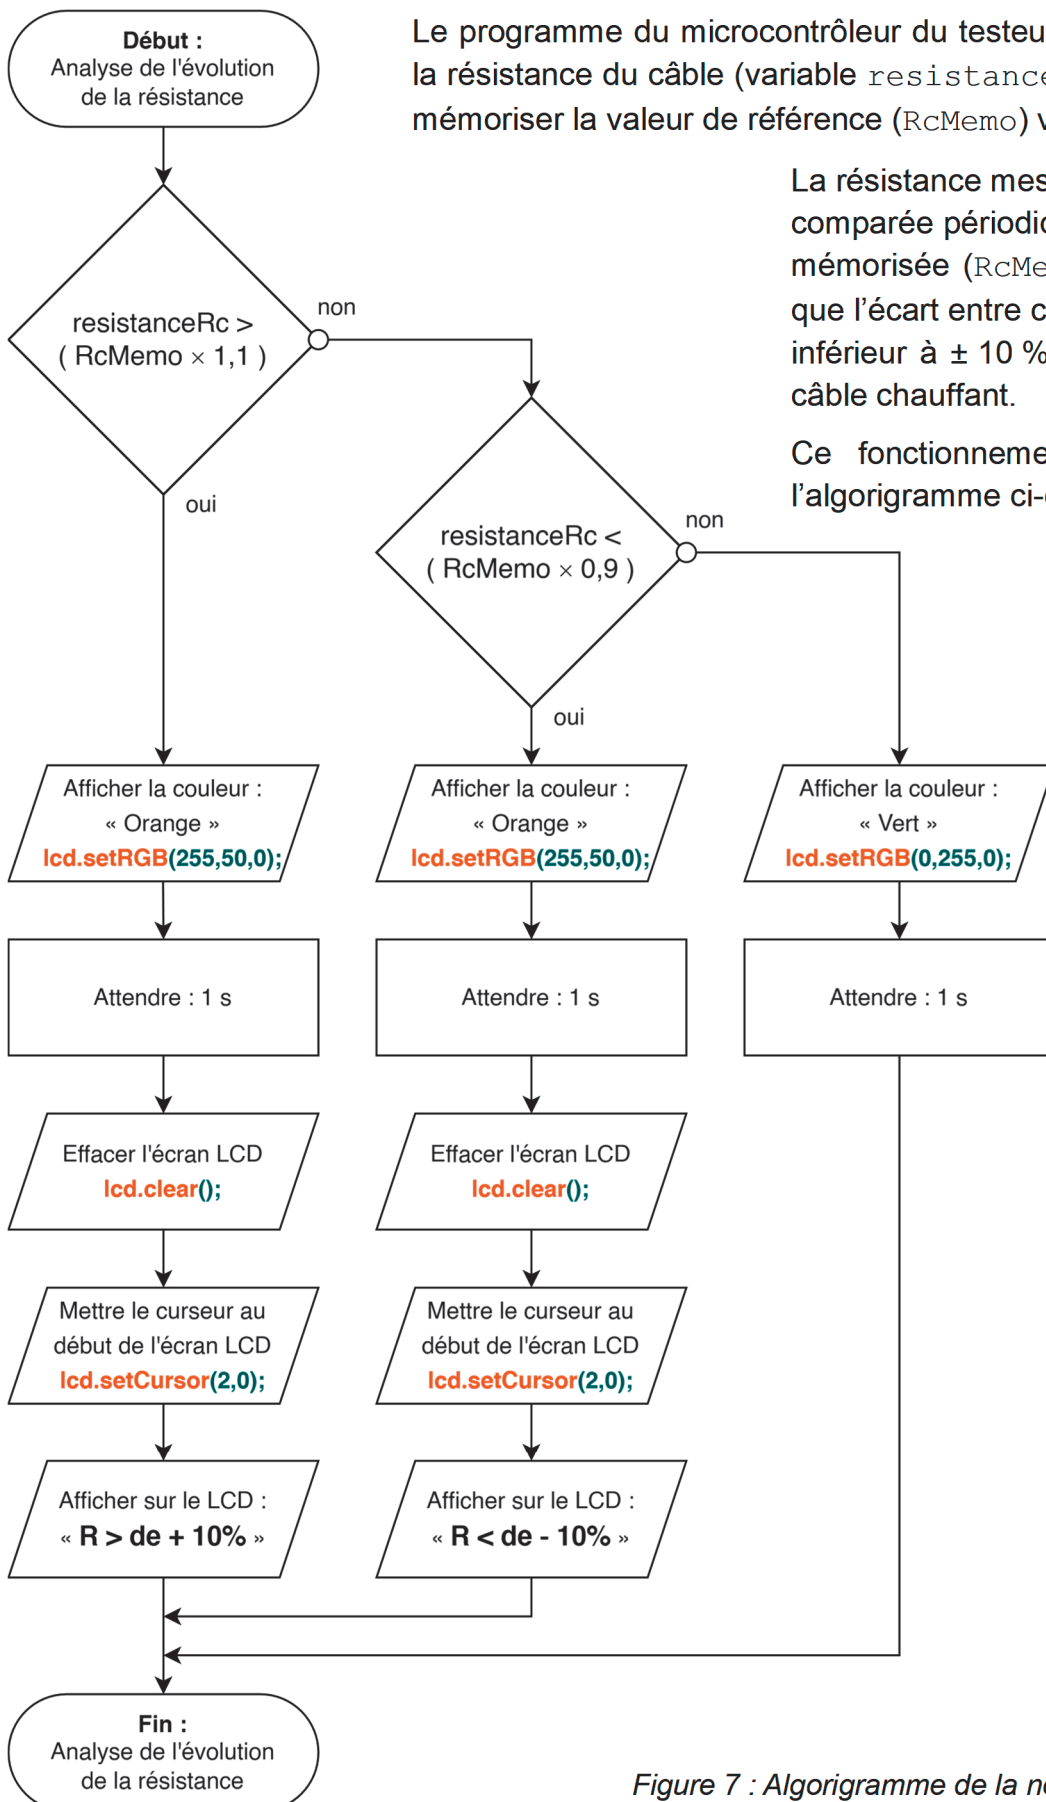 Début :
Analyse de l'évolution
de la résistance
Le programme du microcontrôleur du
la résistance du câble (variable
mémoriser la valeur de référence (RcMemo)
La résistance
comparée
mémorisée
que l'écart entre
inférieur à ± 10 %
câble chauffant.
Ce
l'algorigramme
resistanceRc >
( RcMemo × 1,1 )
non
oui
resistanceRc <
( RcMemo × 0,9 )
non
oui
Afficher la couleur :
« Orange »
lcd.setRGB(255,50,0);
Afficher la couleur :
« Orange »
lcd.setRGB(255,50,0);
Afficher la couleur :
« Vert »
lcd.setRGB(0,255,0);
Attendre : 1 s
Attendre : 1 s
Attendre : 1 s
Effacer l'écran LCD
lcd.clear();
Effacer l'écran LCD
lcd.clear();
Mettre le curseur au
début de l'écran LCD
lcd.setCursor(2,0);
Mettre le curseur au
début de l'écran LCD
lcd.setCursor(2,0);
Afficher sur le LCD :
« R > de + 10% »
Afficher sur le LCD :
« R < de - 10% »
Fin :
Analyse de l'évolution
de la résistance
Figure 7 : Algorigramme de la